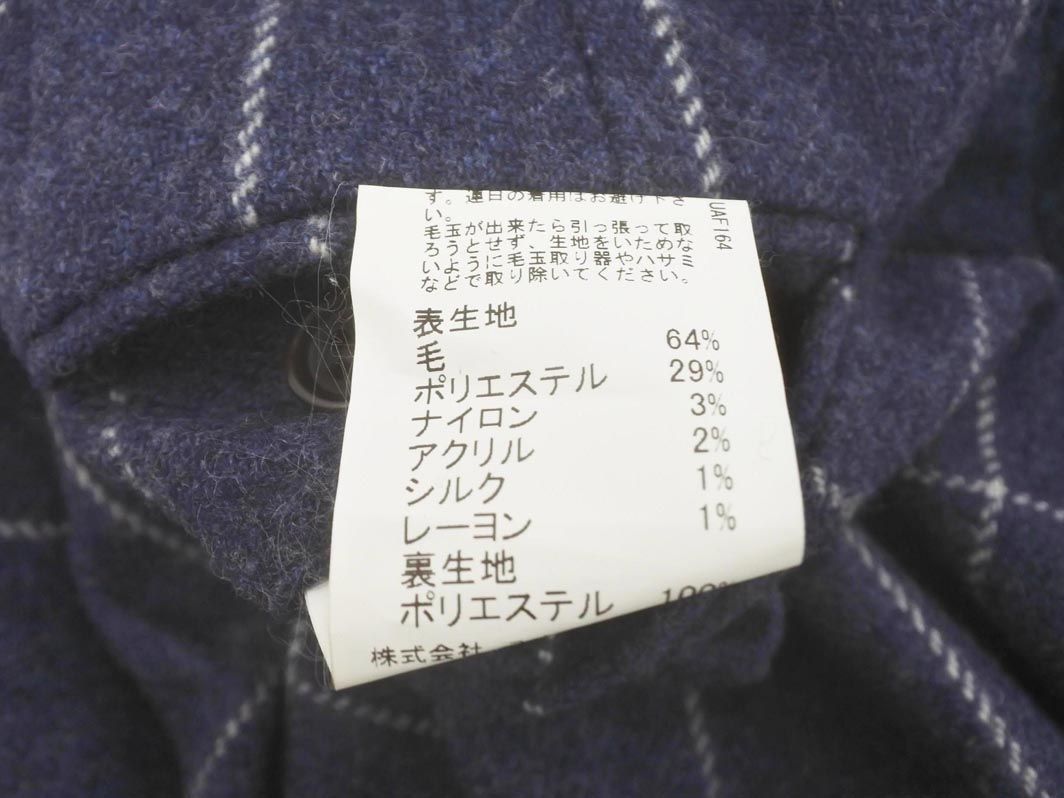 す。連日の着用はお避け下さ
い。
毛玉が出来たら引っ張って取
ろうとせず、生地をいためな
いように毛玉取り器やハサミ
などで取り除いてください。
UAF164
表生地
毛 64%
ポリエステル 29%
ナイロン 3%
アクリル 2%
シルク 1%
レーヨン 1%
裏生地
ポリエステル 100%
株式会社